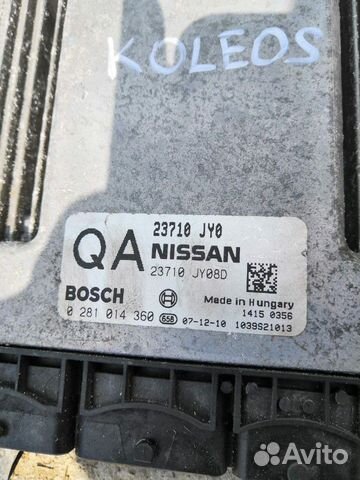 KOLEOS
23710 JY0
QA NISSAN
23710 JY08D
BOSCH
Made in Hungary
1415 0356
0 281 014 360 658 07-12-10 1039S21013
Avito